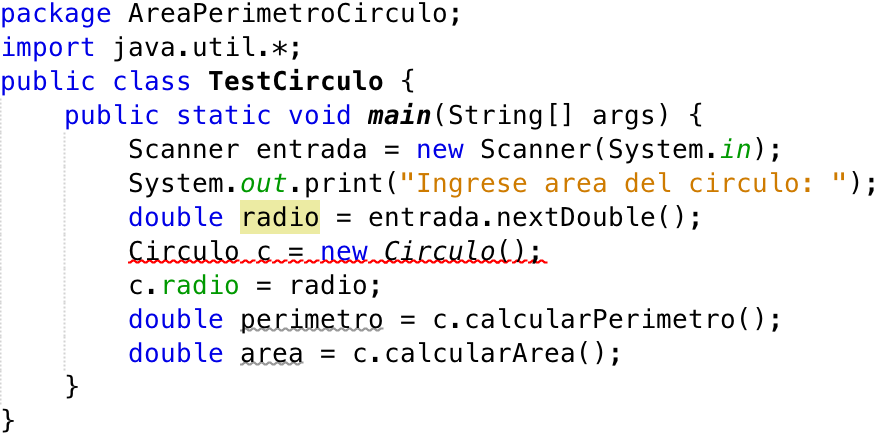 package AreaPerimetroCirculo;
import java.util.*;
public class TestCirculo {
    public static void main(String[] args) {
        Scanner entrada = new Scanner(System.in);
        System.out.print("Ingrese area del circulo: ");
        double radio = entrada.nextDouble();
        Circulo c = new Circulo();
        c.radio = radio;
        double perimetro = c.calcularPerimetro();
        double area = c.calcularArea();
    }
}